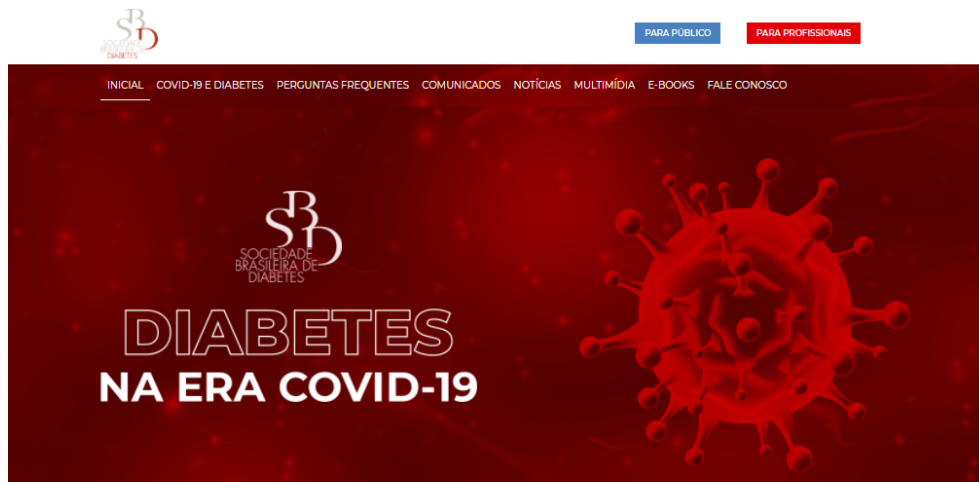 SBD
SOCIEDADE
BRASILEIRA DE
DIABETES
PARA PÚBLICO
PARA PROFISSIONAIS
INICIAL COVID-19 E DIABETES PERGUNTAS FREQUENTES COMUNICADOS NOTÍCIAS MULTIMÍDIA E-BOOKS FALE CONOSCO
SBD
SOCIEDADE
BRASILEIRA DE
DIABETES
DIABETES
NA ERA COVID-19